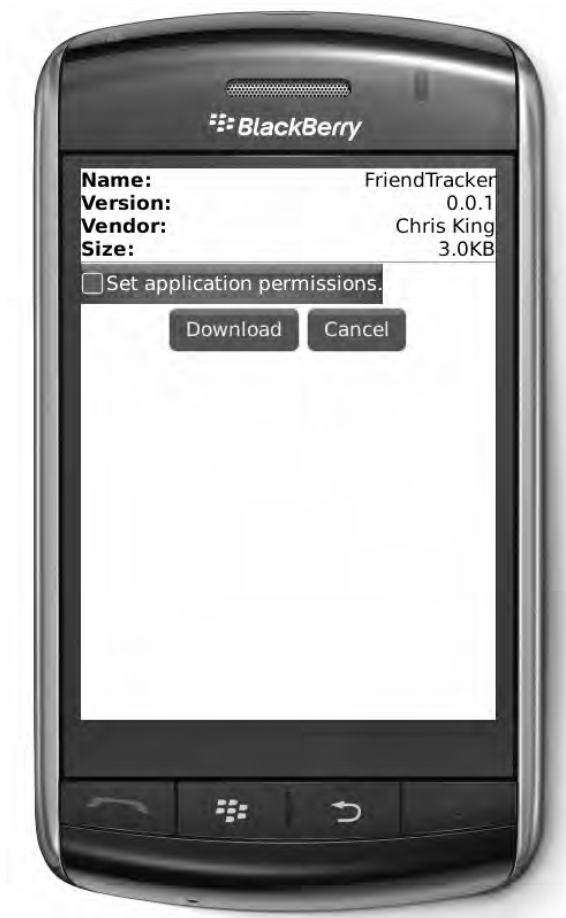 BlackBerry
Name: FriendTracker
Version: 0.0.1
Vendor: Chris King
Size: 3.0KB
Set application permissions.
Download Cancel